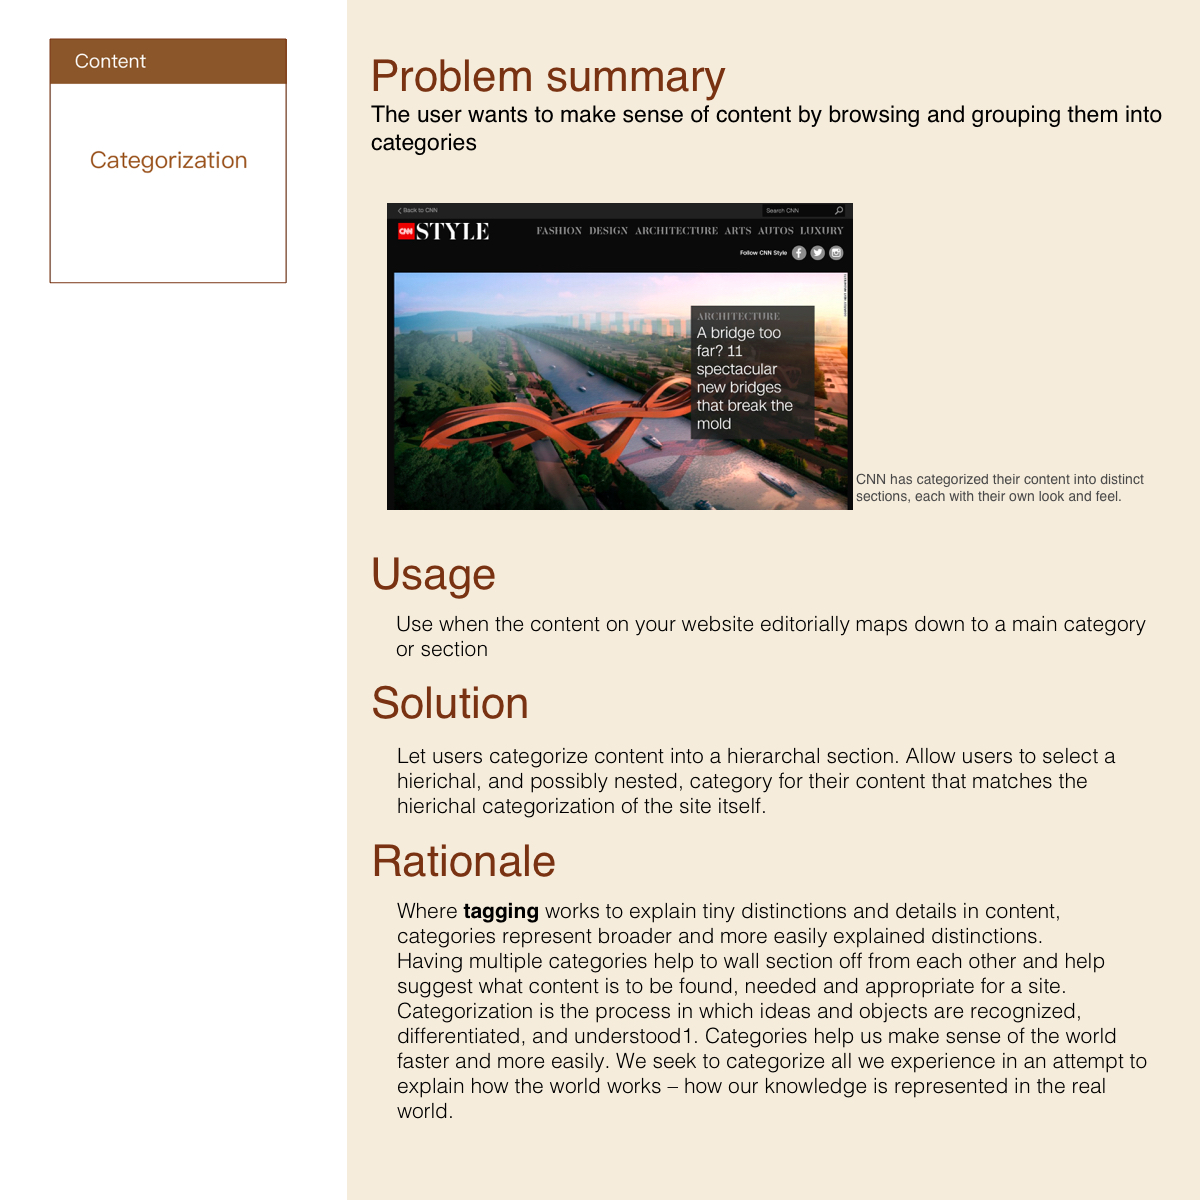 Content
Categorization
Problem summary
The user wants to make sense of content by browsing and grouping them into
categories
Back to CNN
Search CNN
CNN STYLE
FASHION DESIGN ARCHITECTURE ARTS AUTOS LUXURY
Follow CNN Style
ARCHITECTURE
A bridge too
far? 11
spectacular
new bridges
that break the
mold
CNN has categorized their content into distinct
sections, each with their own look and feel.
Usage
Use when the content on your website editorially maps down to a main category
or section
Solution
Let users categorize content into a hierarchal section. Allow users to select a
hierichal, and possibly nested, category for their content that matches the
hierichal categorization of the site itself.
Rationale
Where tagging works to explain tiny distinctions and details in content,
categories represent broader and more easily explained distinctions.
Having multiple categories help to wall section off from each other and help
suggest what content is to be found, needed and appropriate for a site.
Categorization is the process in which ideas and objects are recognized,
differentiated, and understood1. Categories help us make sense of the world
faster and more easily. We seek to categorize all we experience in an attempt to
explain how the world works – how our knowledge is represented in the real
world.